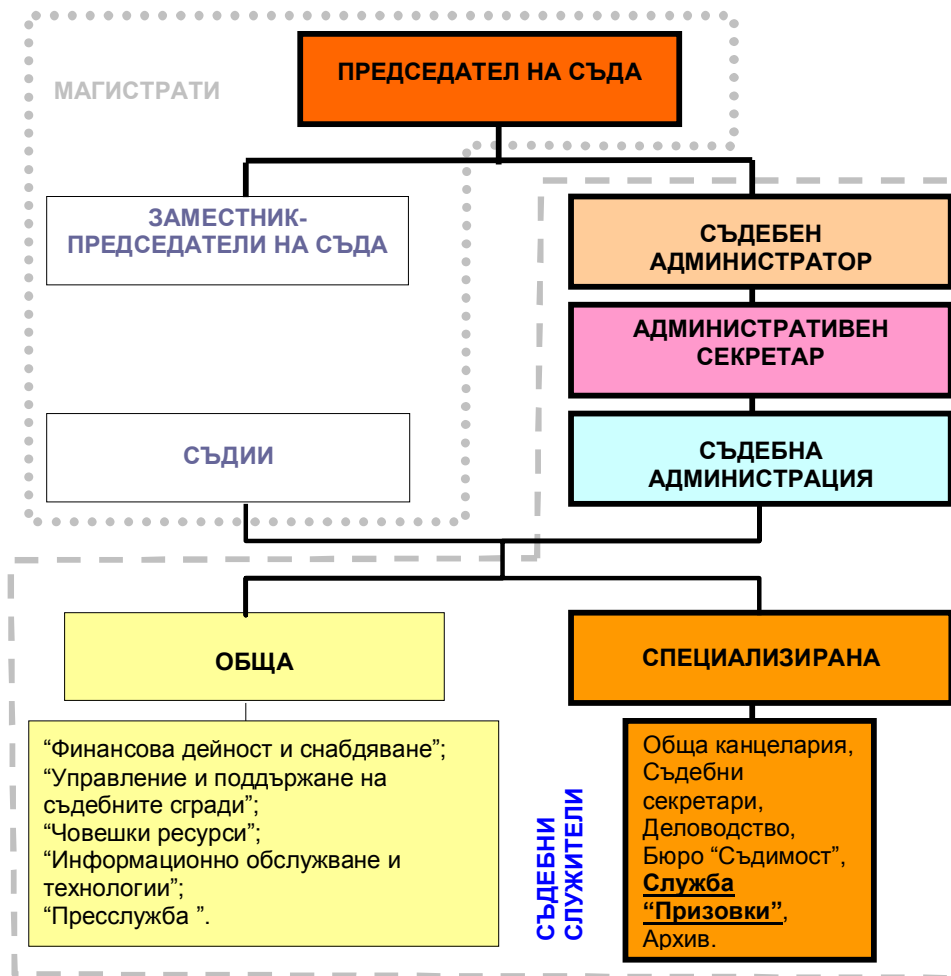 ПРЕДСЕДАТЕЛ НА СЪДА
МАГИСТРАТИ
ЗАМЕСТНИК-
ПРЕДСЕДАТЕЛИ НА СЪДА
СЪДЕБЕН
АДМИНИСТРАТОР
АДМИНИСТРАТИВЕН
СЕКРЕТАР
СЪДИИ
СЪДЕБНА
АДМИНИСТРАЦИЯ
ОБЩА
СПЕЦИАЛИЗИРАНА
“Финансова дейност и снабдяване”;
“Управление и поддържане на
съдебните сгради”;
“Човешки ресурси”;
“Информационно обслужване и
технологии”;
“Пресслужба ”.
СЪДЕБНИ
СЛУЖИТЕЛИ
Обща канцелария,
Съдебни
секретари,
Деловодство,
Бюро “Съдимост”,
Служба
“Призовки”,
Архив.